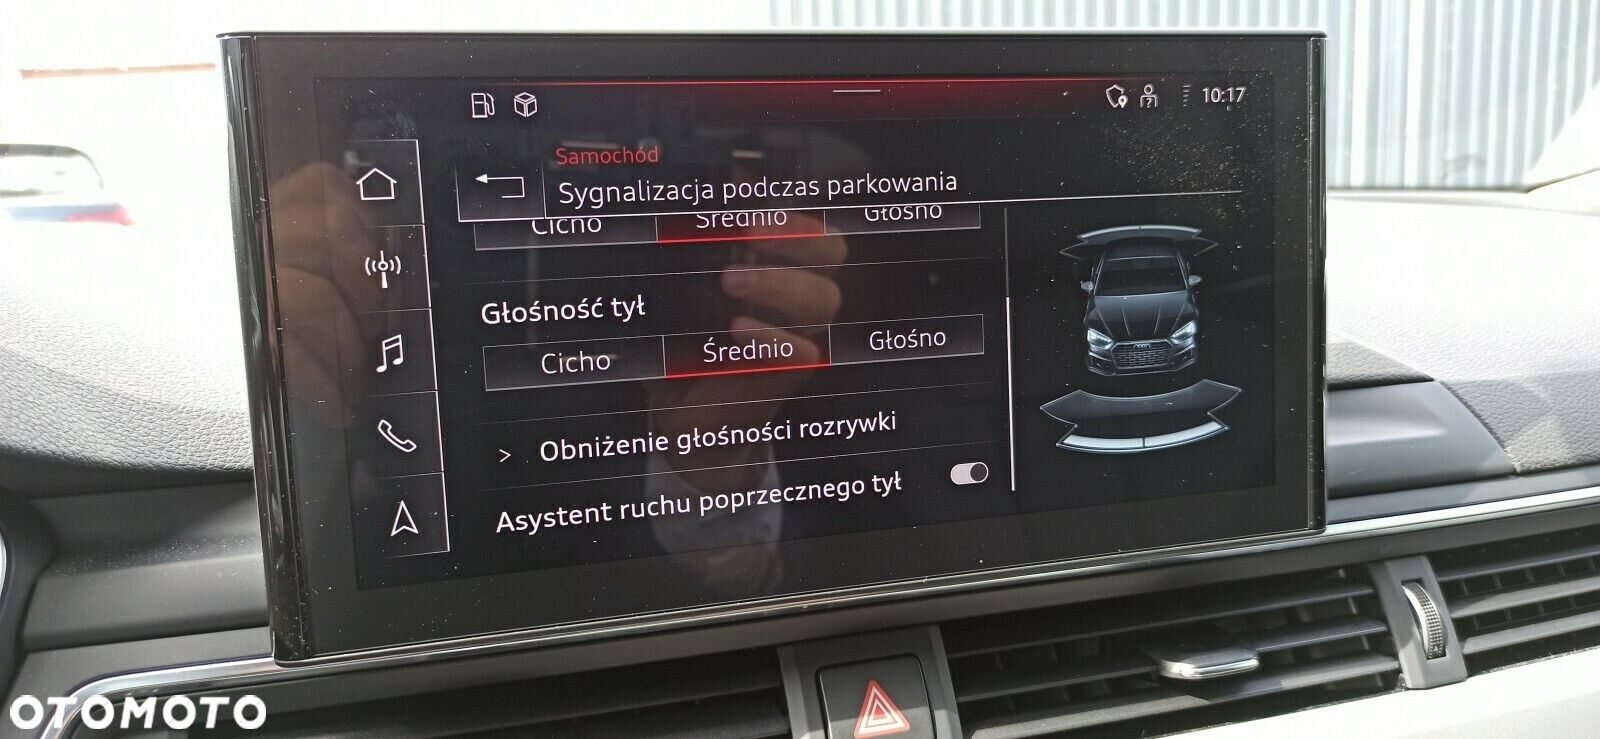 10:17
Samochód
Sygnalizacja podczas parkowania
Cicho Średnio Głośno
Głośność tył
Cicho Średnio Głośno
> Obniżenie głośności rozrywki
Asystent ruchu poprzecznego tył
OTOMOTO